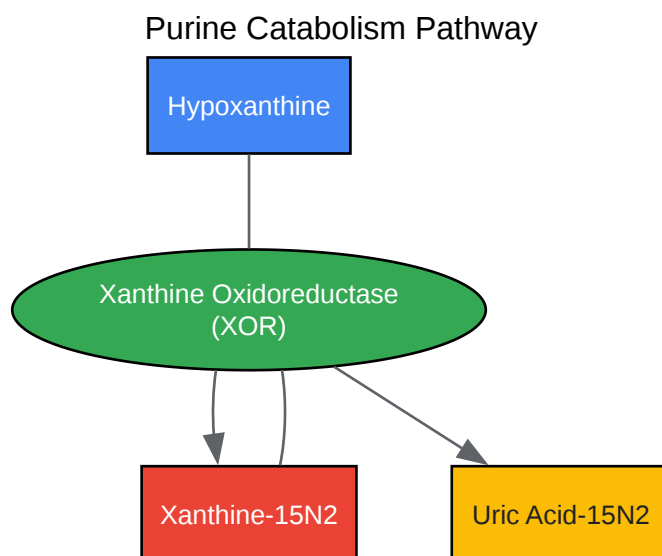 Purine Catabolism Pathway
Hypoxanthine
Xanthine Oxidoreductase
(XOR)
Xanthine-15N2
Uric Acid-15N2